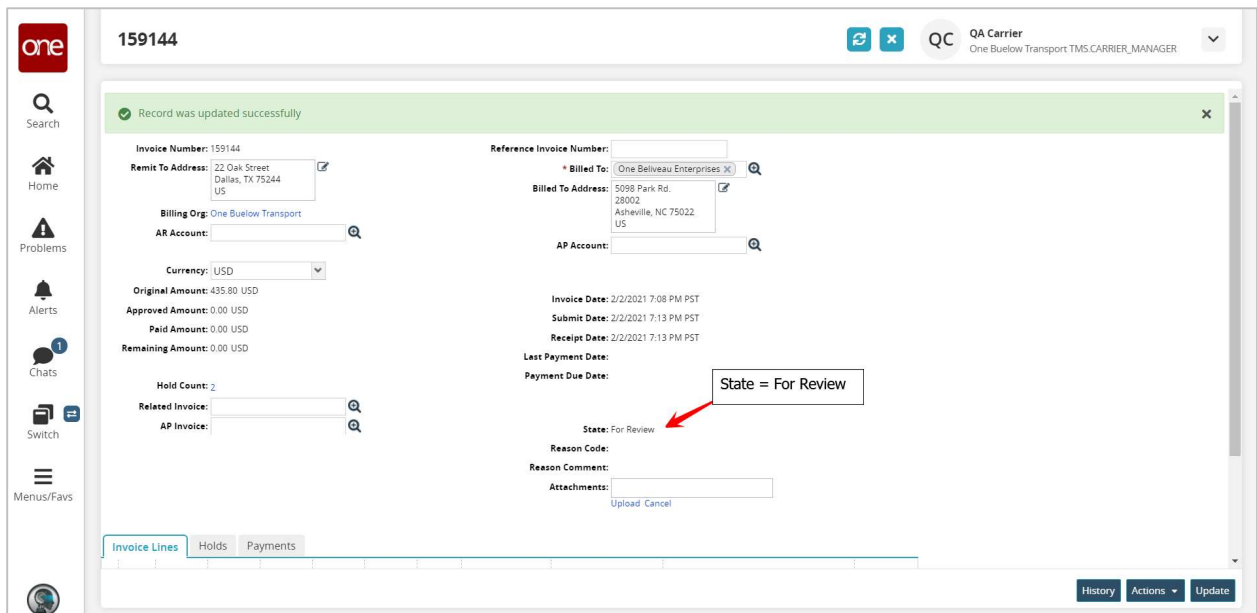 one
159144
QC
QA Carrier
One Buelow Transport TMS.CARRIER_MANAGER
Search
Home
Problems
Alerts
1
Chats
Switch
Menus/Favs
Record was updated successfully
Invoice Number: 159144
Remit To Address: 22 Oak Street
Dallas, TX 75244
US
Billing Org: One Buelow Transport
AR Account:
Currency: USD
Original Amount: 435.80 USD
Approved Amount: 0.00 USD
Paid Amount: 0.00 USD
Remaining Amount: 0.00 USD
Hold Count: 2
Related Invoice:
AP Invoice:
Reference Invoice Number:
* Billed To: One Beliveau Enterprises
Billed To Address: 5098 Park Rd.
28002
Asheville, NC 75022
US
AP Account:
Invoice Date: 2/2/2021 7:08 PM PST
Submit Date: 2/2/2021 7:13 PM PST
Receipt Date: 2/2/2021 7:13 PM PST
Last Payment Date:
Payment Due Date:
State = For Review
State: For Review
Reason Code:
Reason Comment:
Attachments:
Upload Cancel
Invoice Lines Holds Payments
History Actions Update